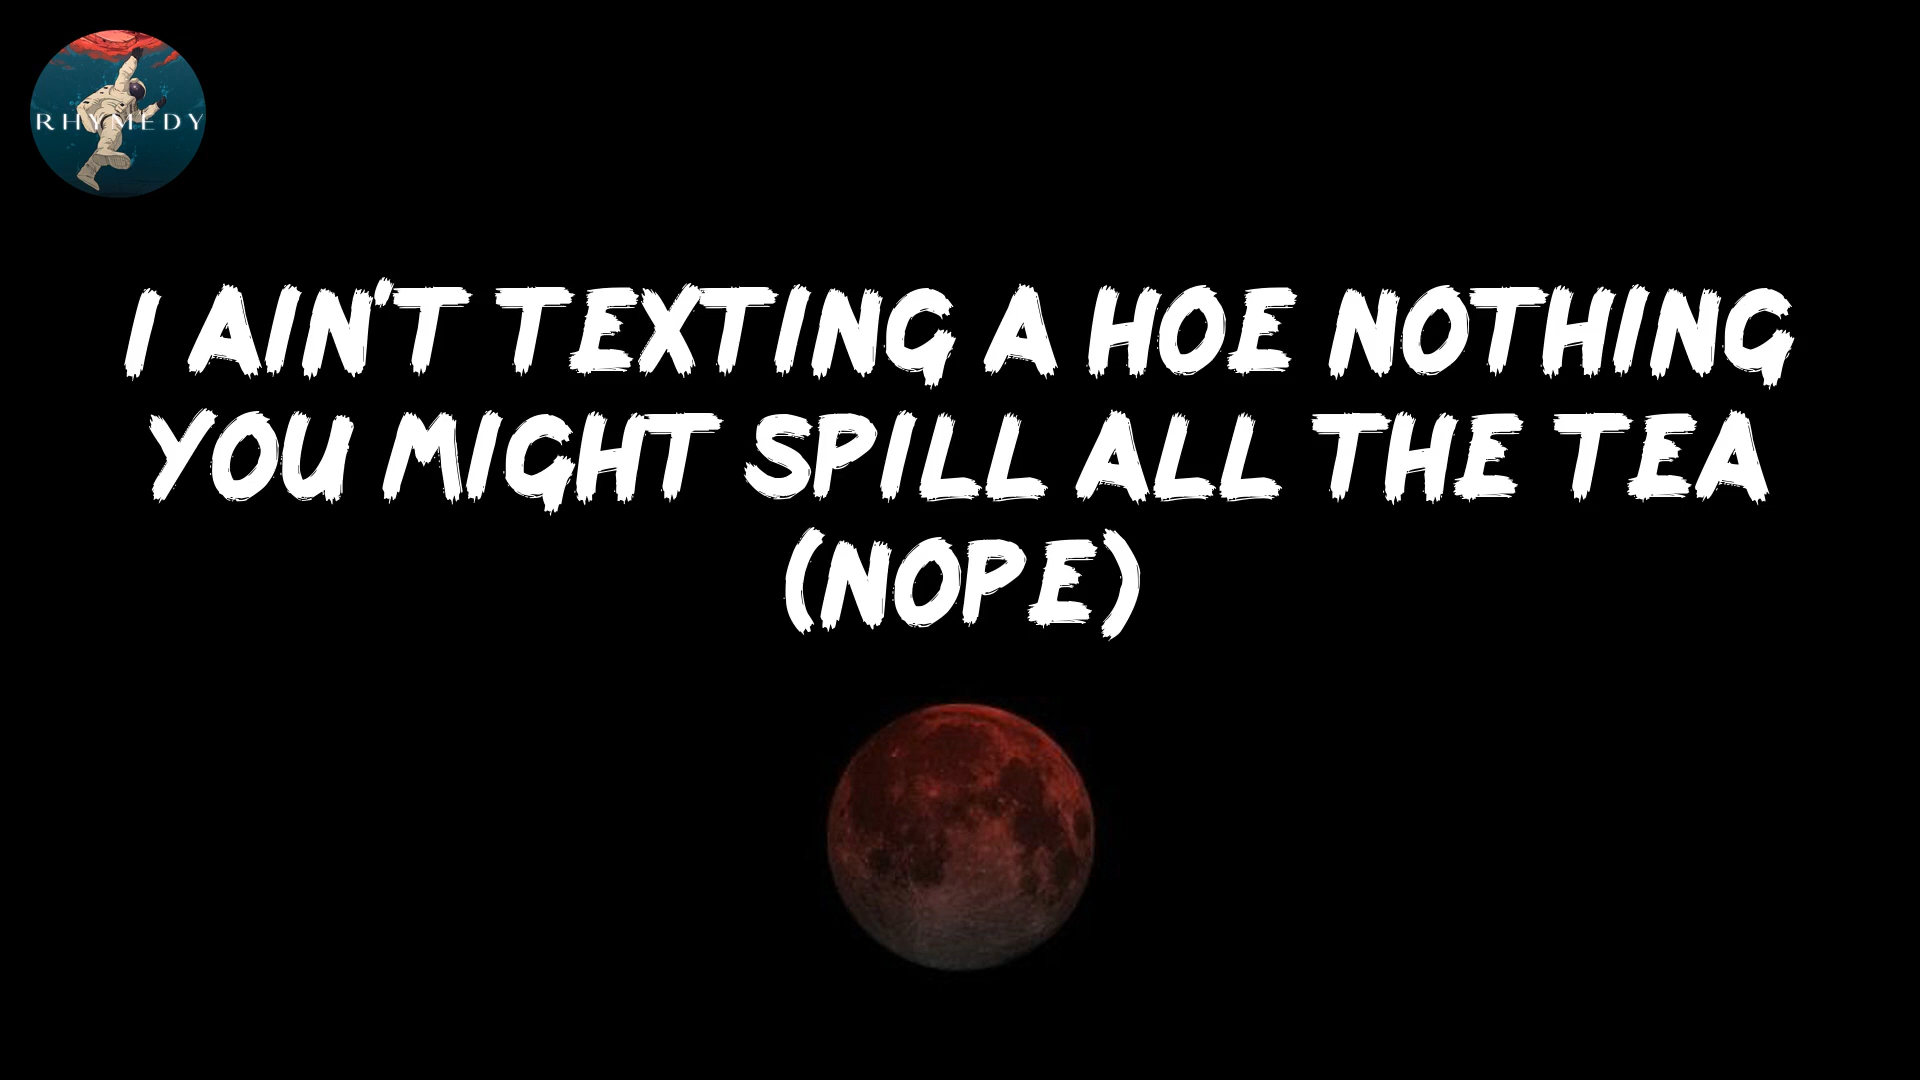 RHYMEDY
I AIN'T TEXTING A HOE NOTHING
YOU MIGHT SPILL ALL THE TEA
(NOPE)